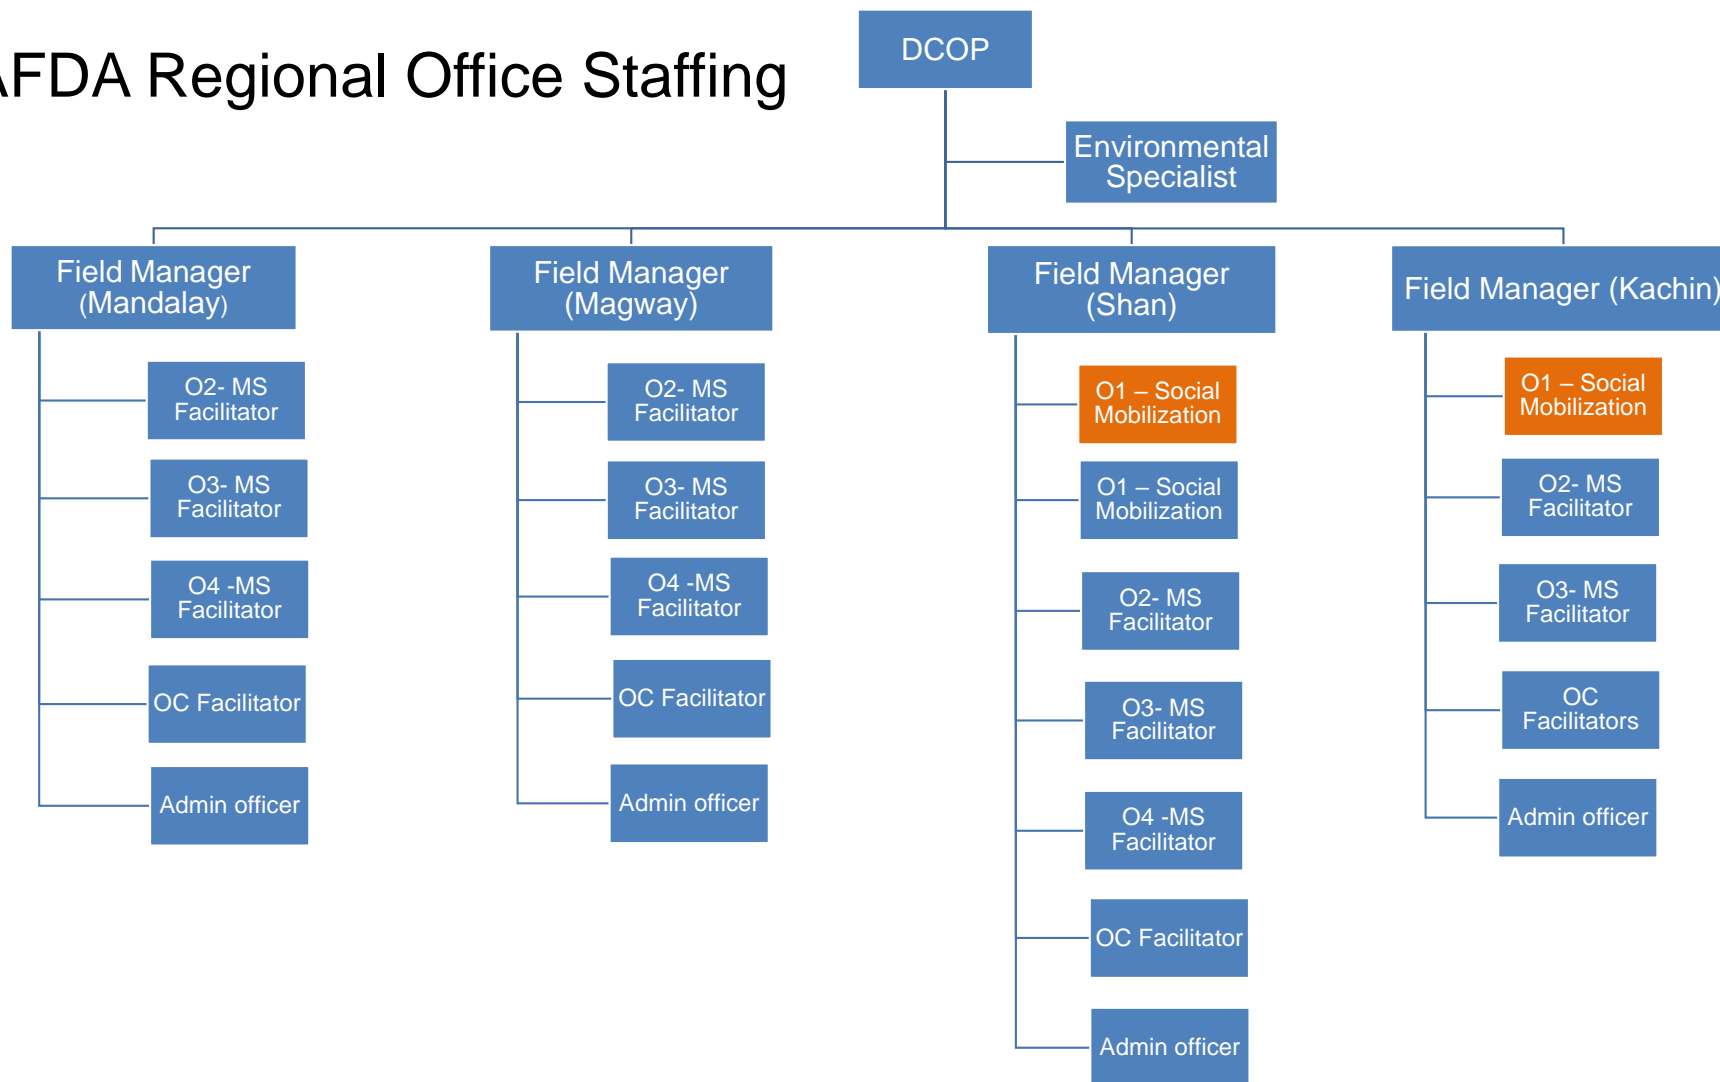 AFDA Regional Office Staffing
DCOP
Environmental
Specialist
Field Manager
(Mandalay)
O2- MS
Facilitator
O3- MS
Facilitator
O4 -MS
Facilitator
OC Facilitator
Admin officer
Field Manager
(Magway)
O2- MS
Facilitator
O3- MS
Facilitator
O4 -MS
Facilitator
OC Facilitator
Admin officer
Field Manager
(Shan)
O1 – Social
Mobilization
O1 – Social
Mobilization
O2- MS
Facilitator
O3- MS
Facilitator
O4 -MS
Facilitator
OC Facilitator
Admin officer
Field Manager (Kachin)
O1 – Social
Mobilization
O2- MS
Facilitator
O3- MS
Facilitator
OC
Facilitators
Admin officer